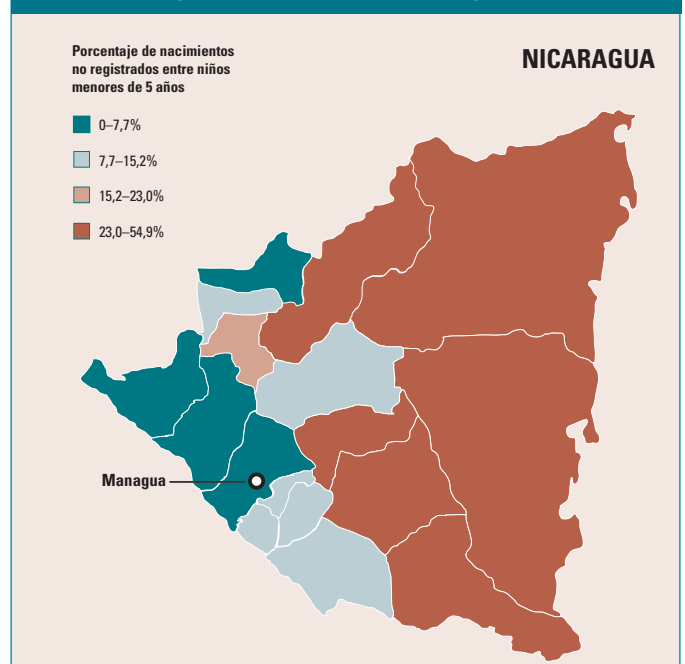 Porcentaje de nacimientos
no registrados entre niños
menores de 5 años
NICARAGUA
0–7,7%
7,7–15,2%
15,2–23,0%
23,0–54,9%
Managua